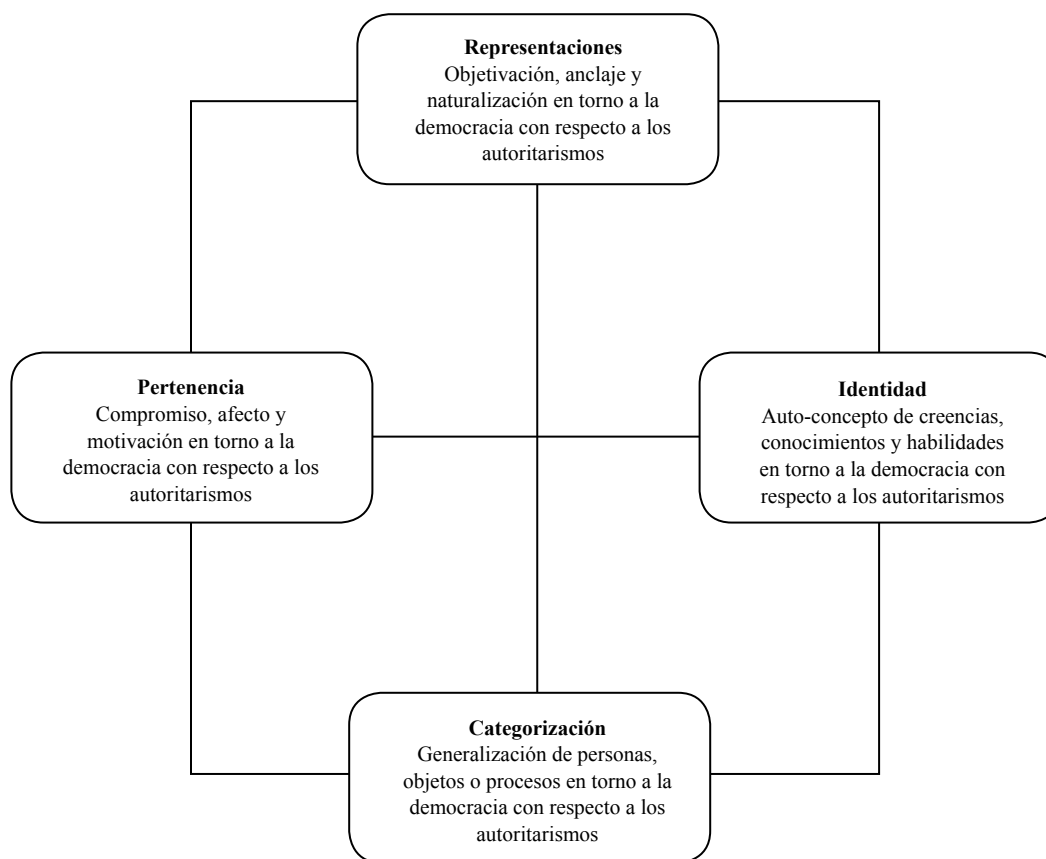 Representaciones
Objetivación, anclaje y
naturalización en torno a la
democracia con respecto a los
autoritarismos
Pertenencia
Compromiso, afecto y
motivación en torno a la
democracia con respecto a los
autoritarismos
Identidad
Auto-concepto de creencias,
conocimientos y habilidades
en torno a la democracia con
respecto a los autoritarismos
Categorización
Generalización de personas,
objetos o procesos en torno a la
democracia con respecto a los
autoritarismos